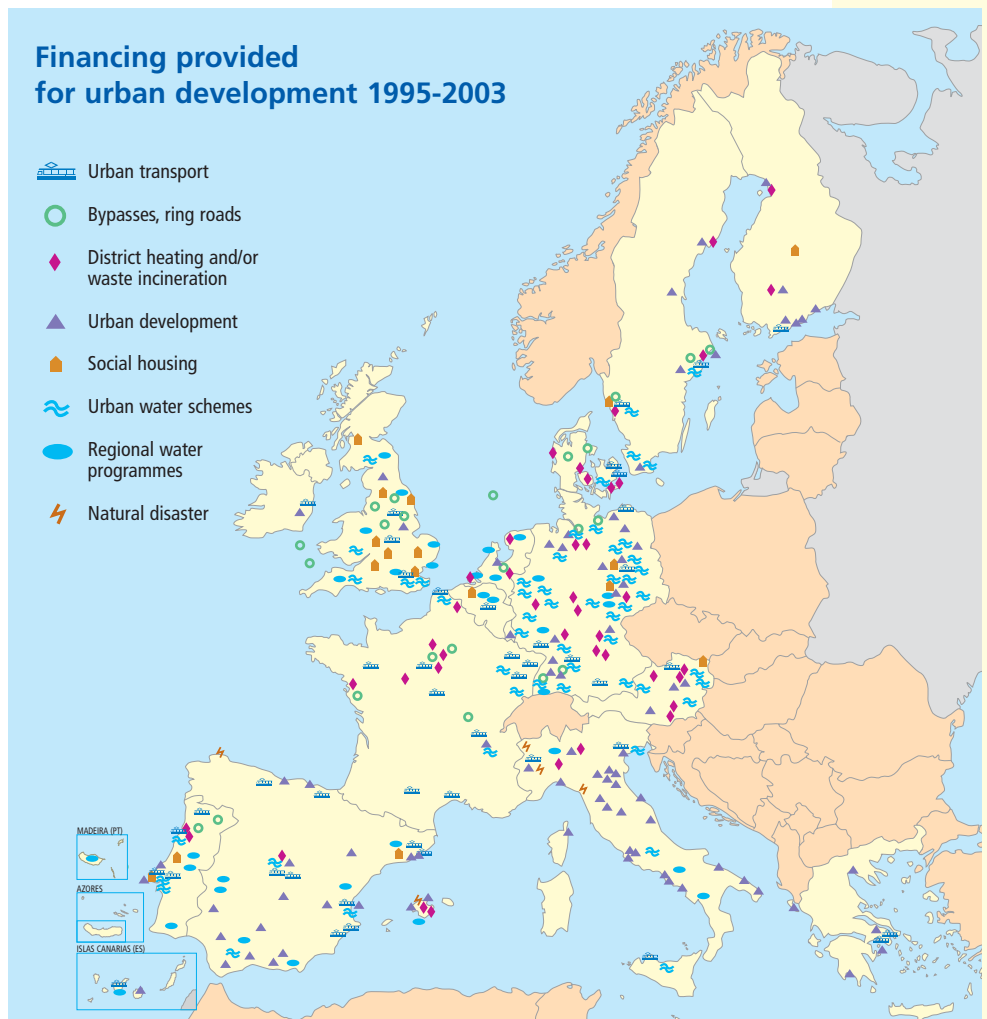 Financing provided
for urban development 1995-2003
Urban transport
Bypasses, ring roads
District heating and/or
waste incineration
Urban development
Social housing
Urban water schemes
Regional water
programmes
Natural disaster
MADEIRA (PT)
AZORES
ISLAS CANARIAS (ES)